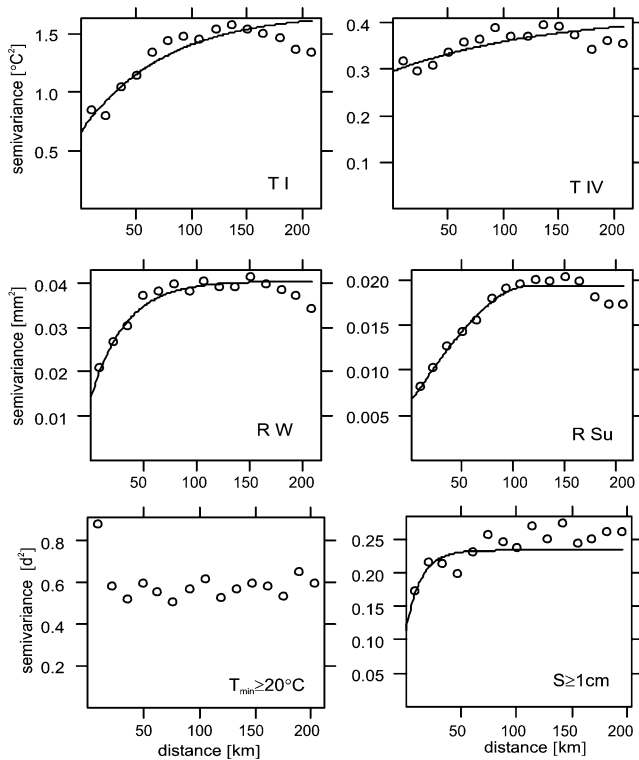 semivariance [°C²]
1.5
1.0
0.5
T I
50 100 150 200
0.4
0.3
0.2
0.1
T IV
50 100 150 200
semivariance [mm²]
0.04
0.03
0.02
0.01
R W
50 100 150 200
0.020
0.015
0.010
0.005
R Su
50 100 150 200
semivariance [d²]
0.8
0.6
0.4
0.2
Tmin≥20°C
50 100 150 200
distance [km]
0.25
0.20
0.15
0.10
0.05
S≥1cm
50 100 150 200
distance [km]